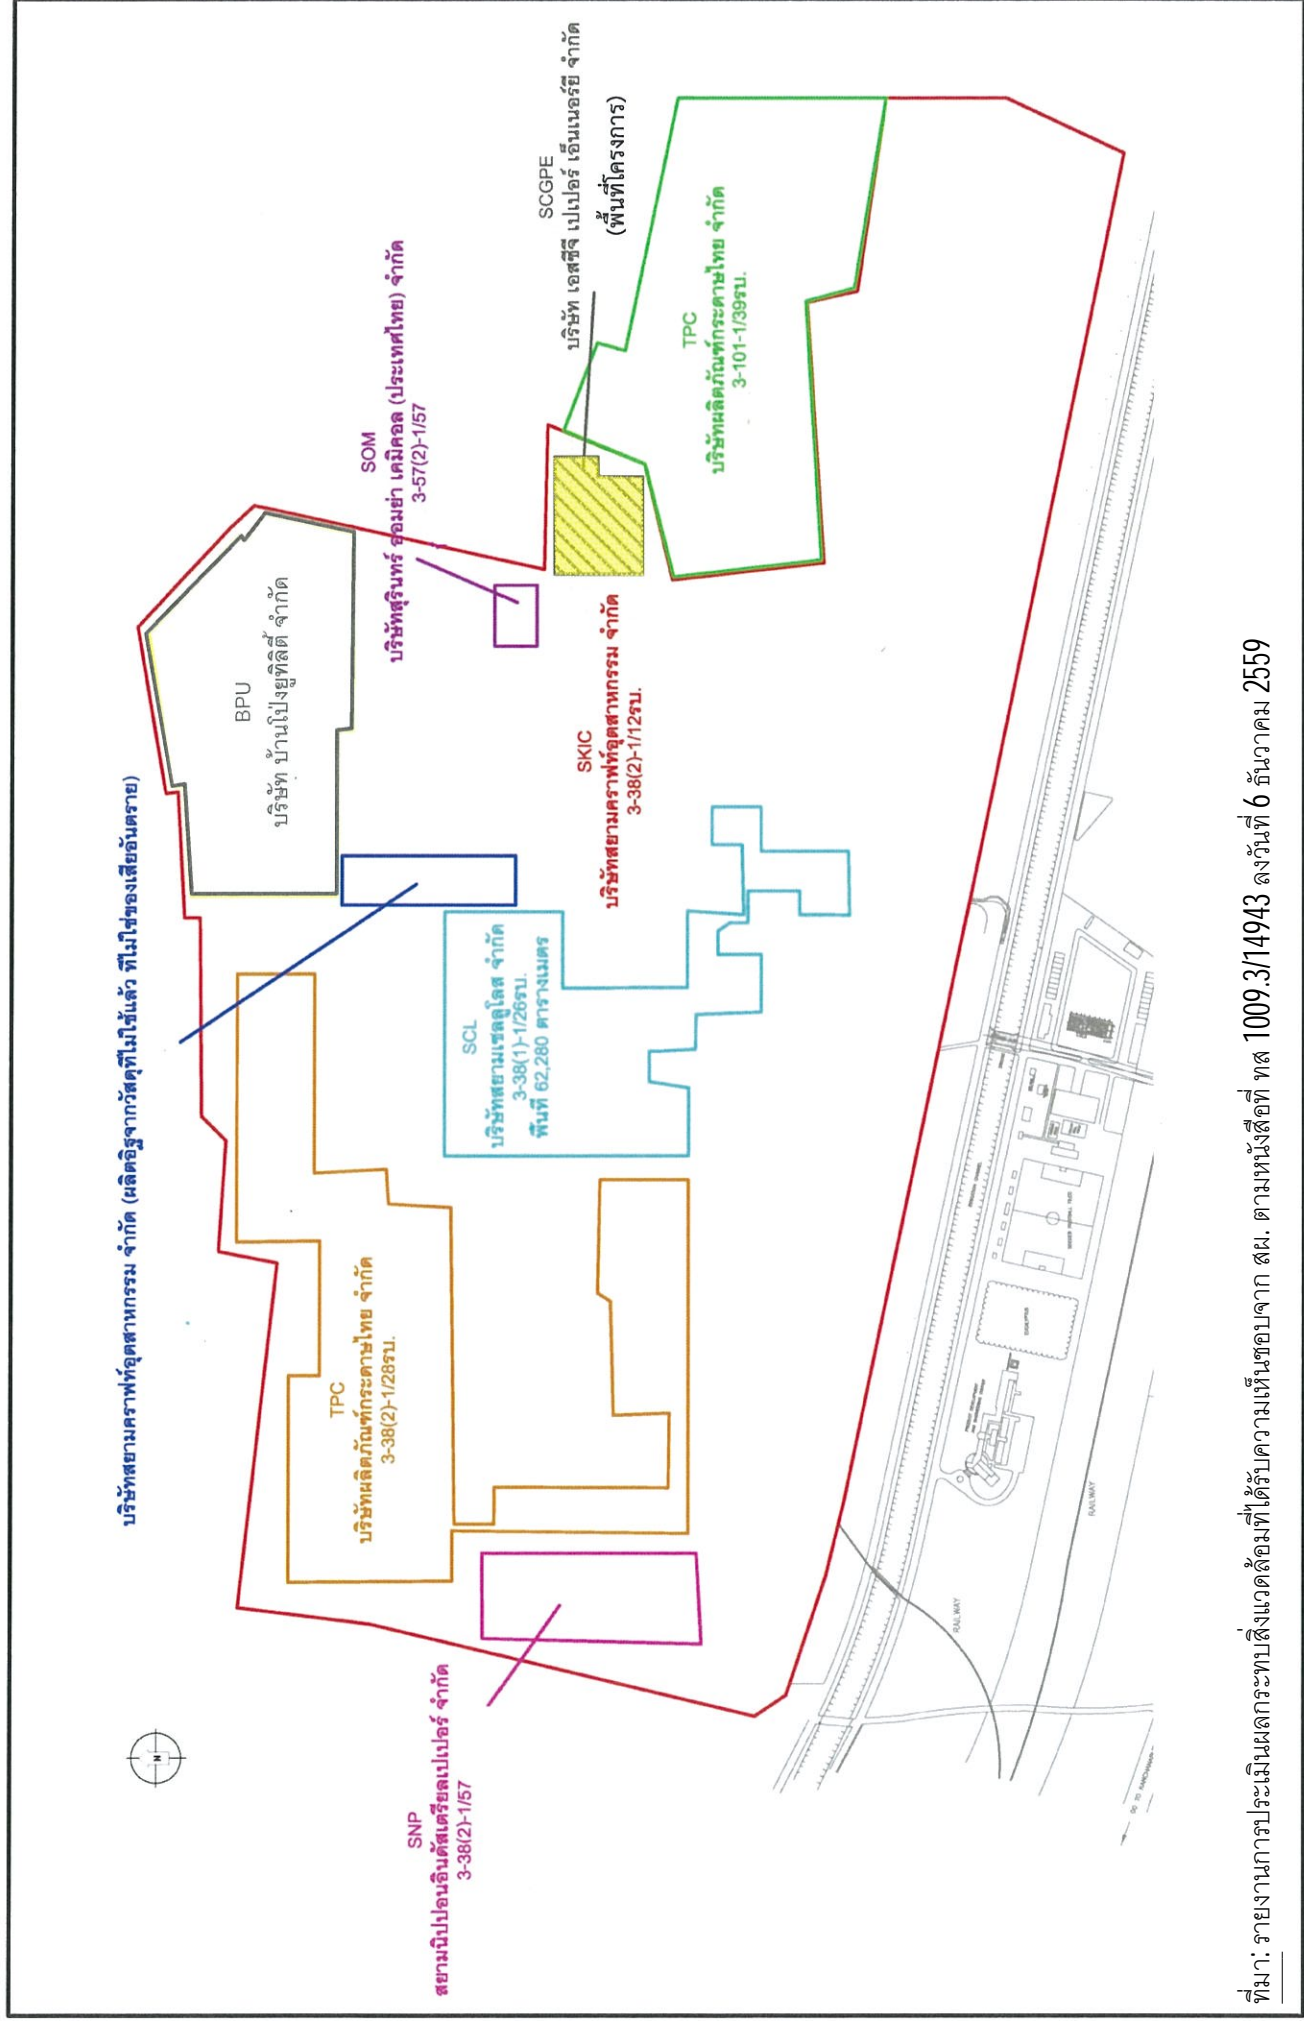 บริษัทสยามคราฟท์อุตสาหกรรม จำกัด (ผลิตอิฐจากวัสดุที่ไม่ใช้แล้ว ที่ไม่ใช่ของเสียอันตราย)
BPU
บริษัท บ้านโป่งยูทิลิตี้ จำกัด
SOM
บริษัทสุรินทร์ ออมย่า เคมิคอล (ประเทศไทย) จำกัด
3-57(2)-1/57
SCGPE
บริษัท เอสซีจี เปเปอร์ เอ็นเนอร์ยี่ จำกัด
(พื้นที่โครงการ)
TPC
บริษัทผลิตภัณฑ์กระดาษไทย จำกัด
3-38(2)-1/28รบ.
SCL
บริษัทสยามเซลลูโลส จำกัด
3-38(1)-1/26รบ.
พื้นที่ 62,280 ตารางเมตร
SKIC
บริษัทสยามคราฟท์อุตสาหกรรม จำกัด
3-38(2)-1/12รบ.
TPC
บริษัทผลิตภัณฑ์กระดาษไทย จำกัด
3-101-1/39รบ.
N
SNP
สยามนิปปอนอินดัสเตรียลเปเปอร์ จำกัด
3-38(2)-1/57
RAILWAY
RAILWAY
ที่มา: รายงานการประเมินผลกระทบสิ่งแวดล้อมที่ได้รับความเห็นชอบจาก สผ. ตามหนังสือที่ ทส 1009.3/14943 ลงวันที่ 6 ธันวาคม 2559